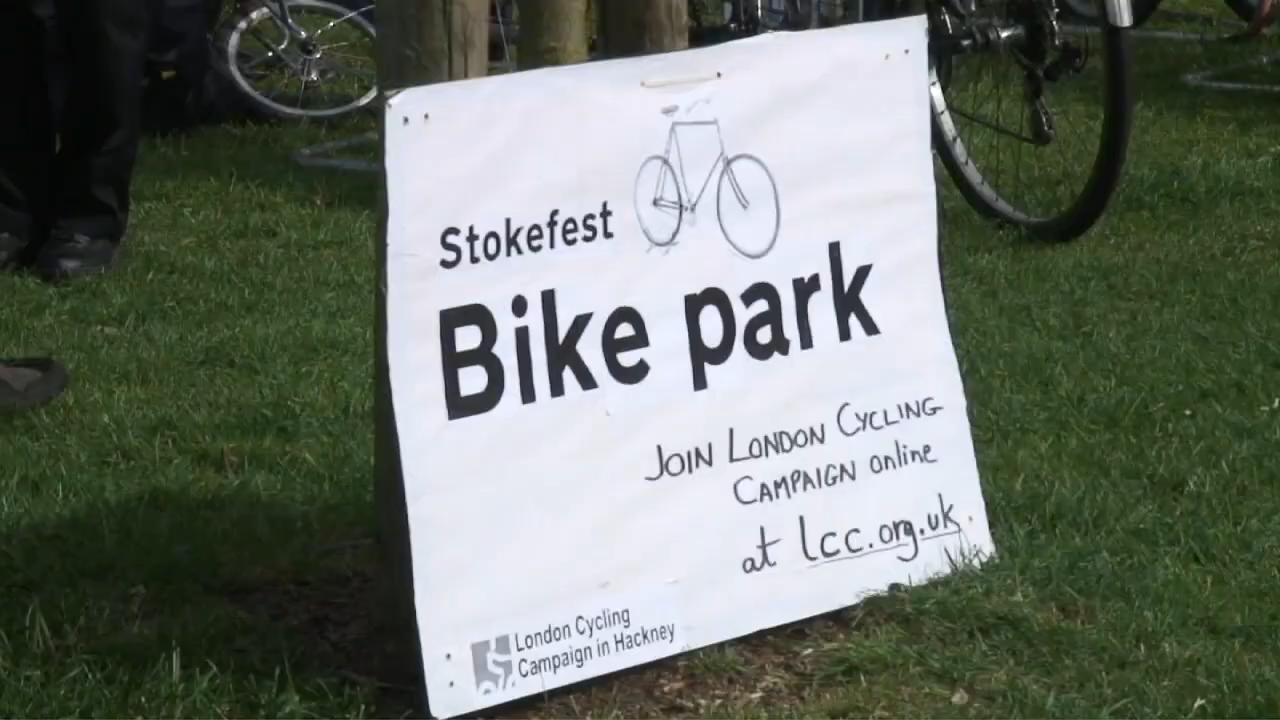 Stokefest
Bike park
JOIN LONDON CYCLING
CAMPAIGN online
at lcc.org.uk.
London Cycling
Campaign in Hackney